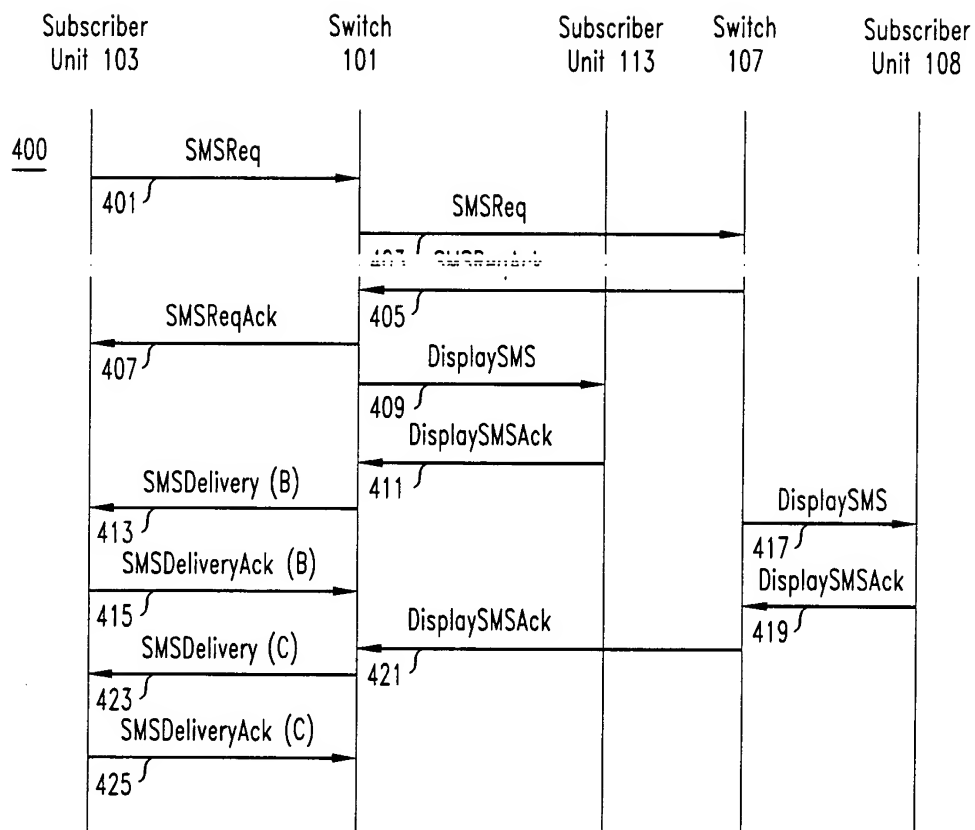 Subscriber Unit 103
Switch 101
Subscriber Unit 113
Switch 107
Subscriber Unit 108
400
SMSReq
401
SMSReq
403
SMSReqAck
405
SMSReqAck
407
DisplaySMS
409
DisplaySMSAck
411
SMSDelivery (B)
413
DisplaySMS
417
SMSDeliveryAck (B)
415
DisplaySMSAck
419
DisplaySMSAck
421
SMSDelivery (C)
423
SMSDeliveryAck (C)
425